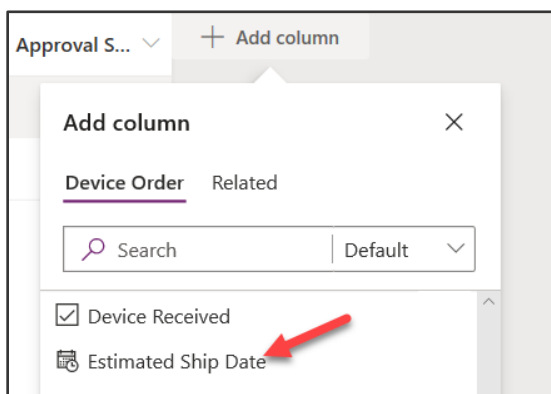 Approval S... + Add column
Add column
Device Order Related
Search Default
Device Received
Estimated Ship Date